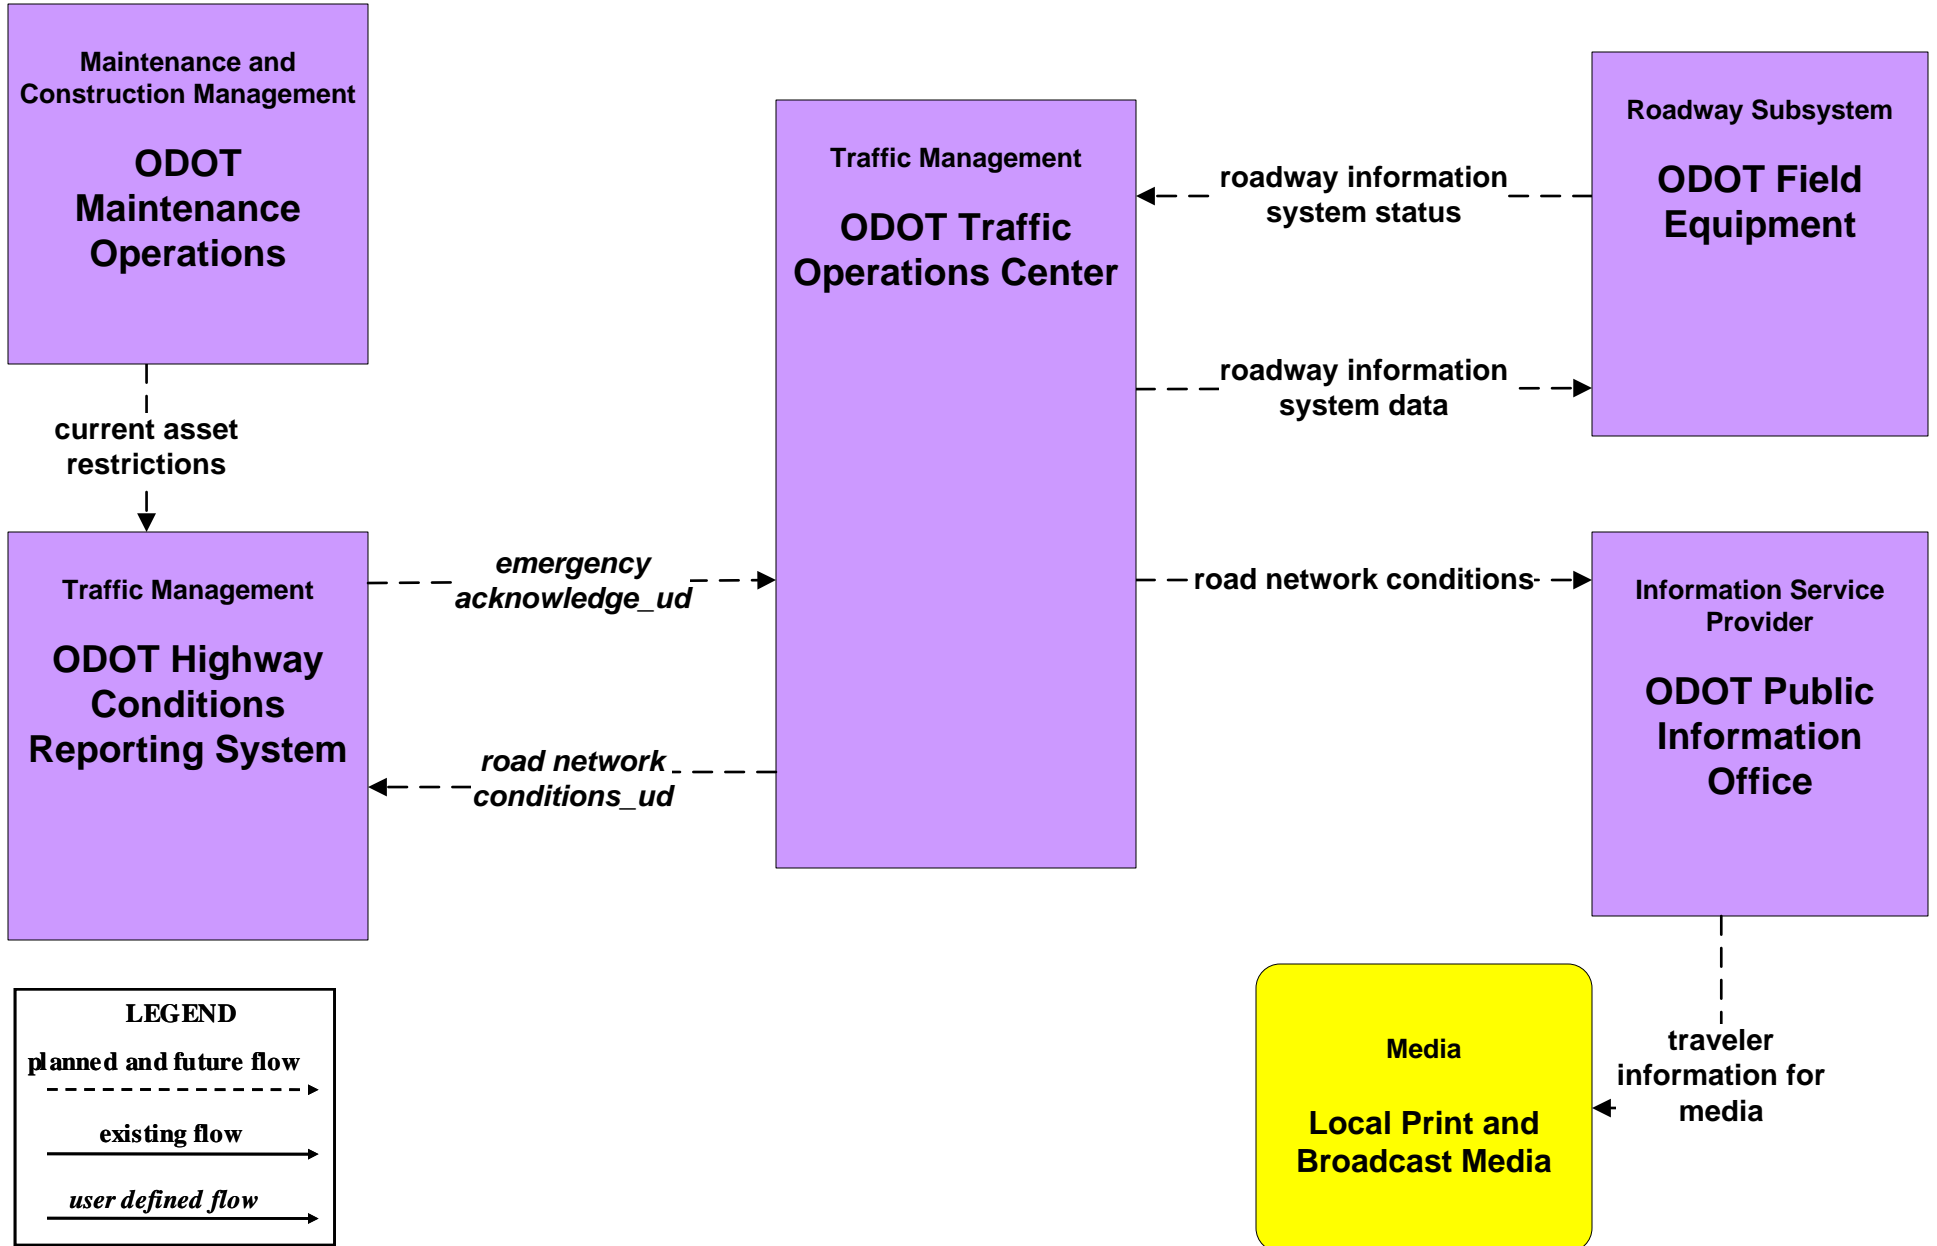 Maintenance and
Construction Management
ODOT
Maintenance
Operations
current asset
restrictions
Traffic Management
ODOT Highway
Conditions
Reporting System
emergency
acknowledge_ud
road network
conditions_ud
Traffic Management
ODOT Traffic
Operations Center
roadway information
system status
roadway information
system data
road network conditions
Roadway Subsystem
ODOT Field
Equipment
Information Service
Provider
ODOT Public
Information
Office
traveler
information for
media
Media
Local Print and
Broadcast Media
LEGEND
planned and future flow
existing flow
user defined flow